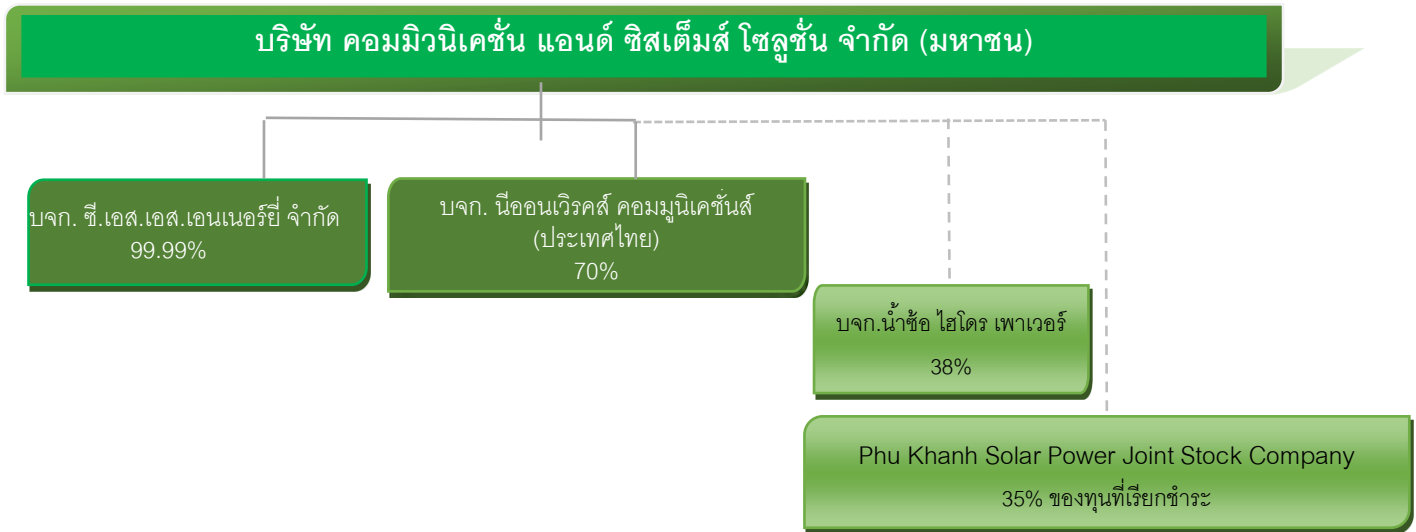 บริษัท คอมมิวนิเคชั่น แอนด์ ซิสเต็มส์ โซลูชั่น จำกัด (มหาชน)
บจก. ซี.เอส.เอส.เอนเนอร์ยี่ จำกัด
99.99%
บจก. นีออนเวิรคส์ คอมมูนิเคชั่นส์
(ประเทศไทย)
70%
บจก.น้ำซ้อ ไฮโดร เพาเวอร์
38%
Phu Khanh Solar Power Joint Stock Company
35% ของทุนที่เรียกชำระ